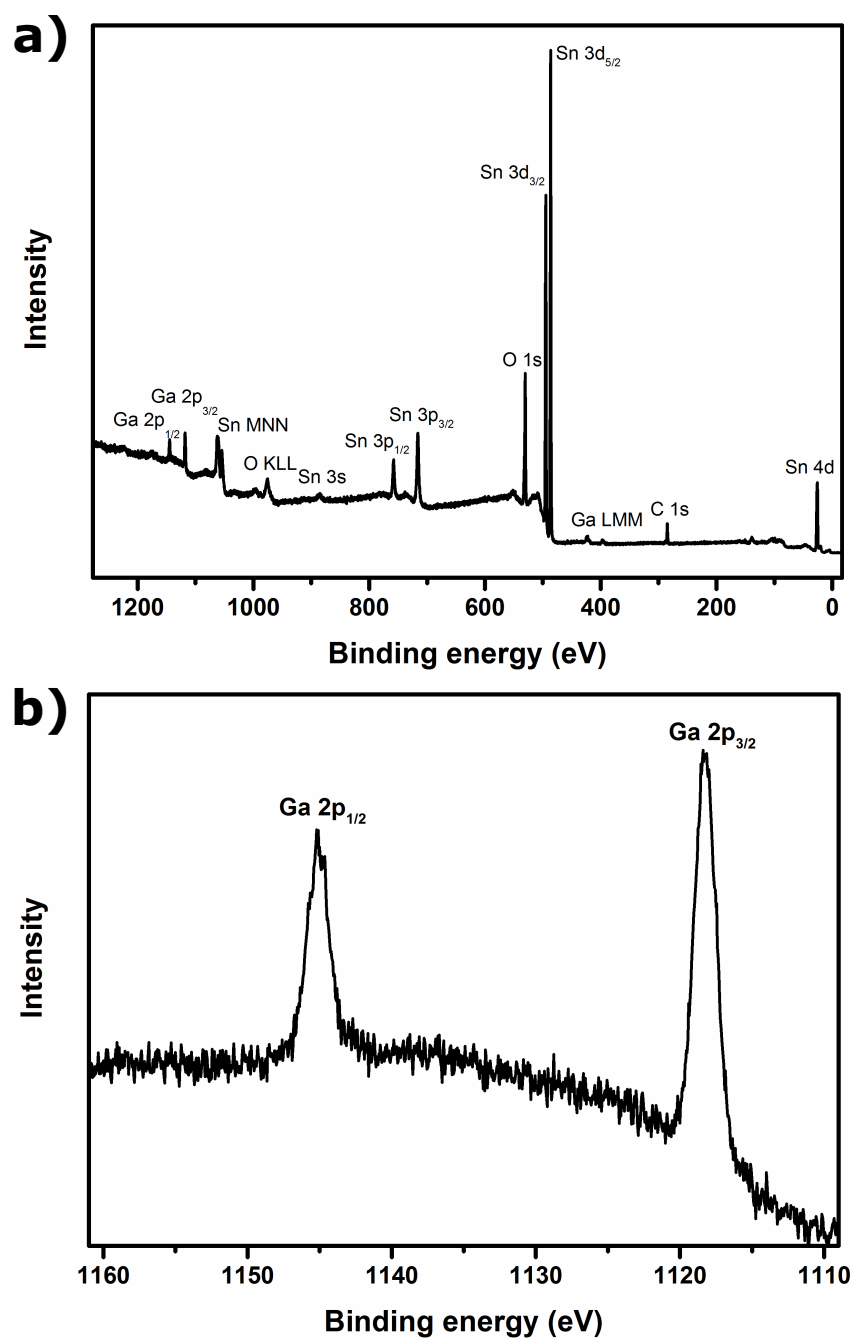 a)
Sn 3d5/2
Sn 3d3/2
O 1s
Ga 2p3/2
Ga 2p1/2
Sn MNN
Sn 3p3/2
Sn 3p1/2
O KLL
Sn 3s
Sn 4d
Ga LMM
C 1s
Intensity
1200 1000 800 600 400 200 0
Binding energy (eV)
b)
Ga 2p3/2
Ga 2p1/2
Intensity
1160 1150 1140 1130 1120 1110
Binding energy (eV)